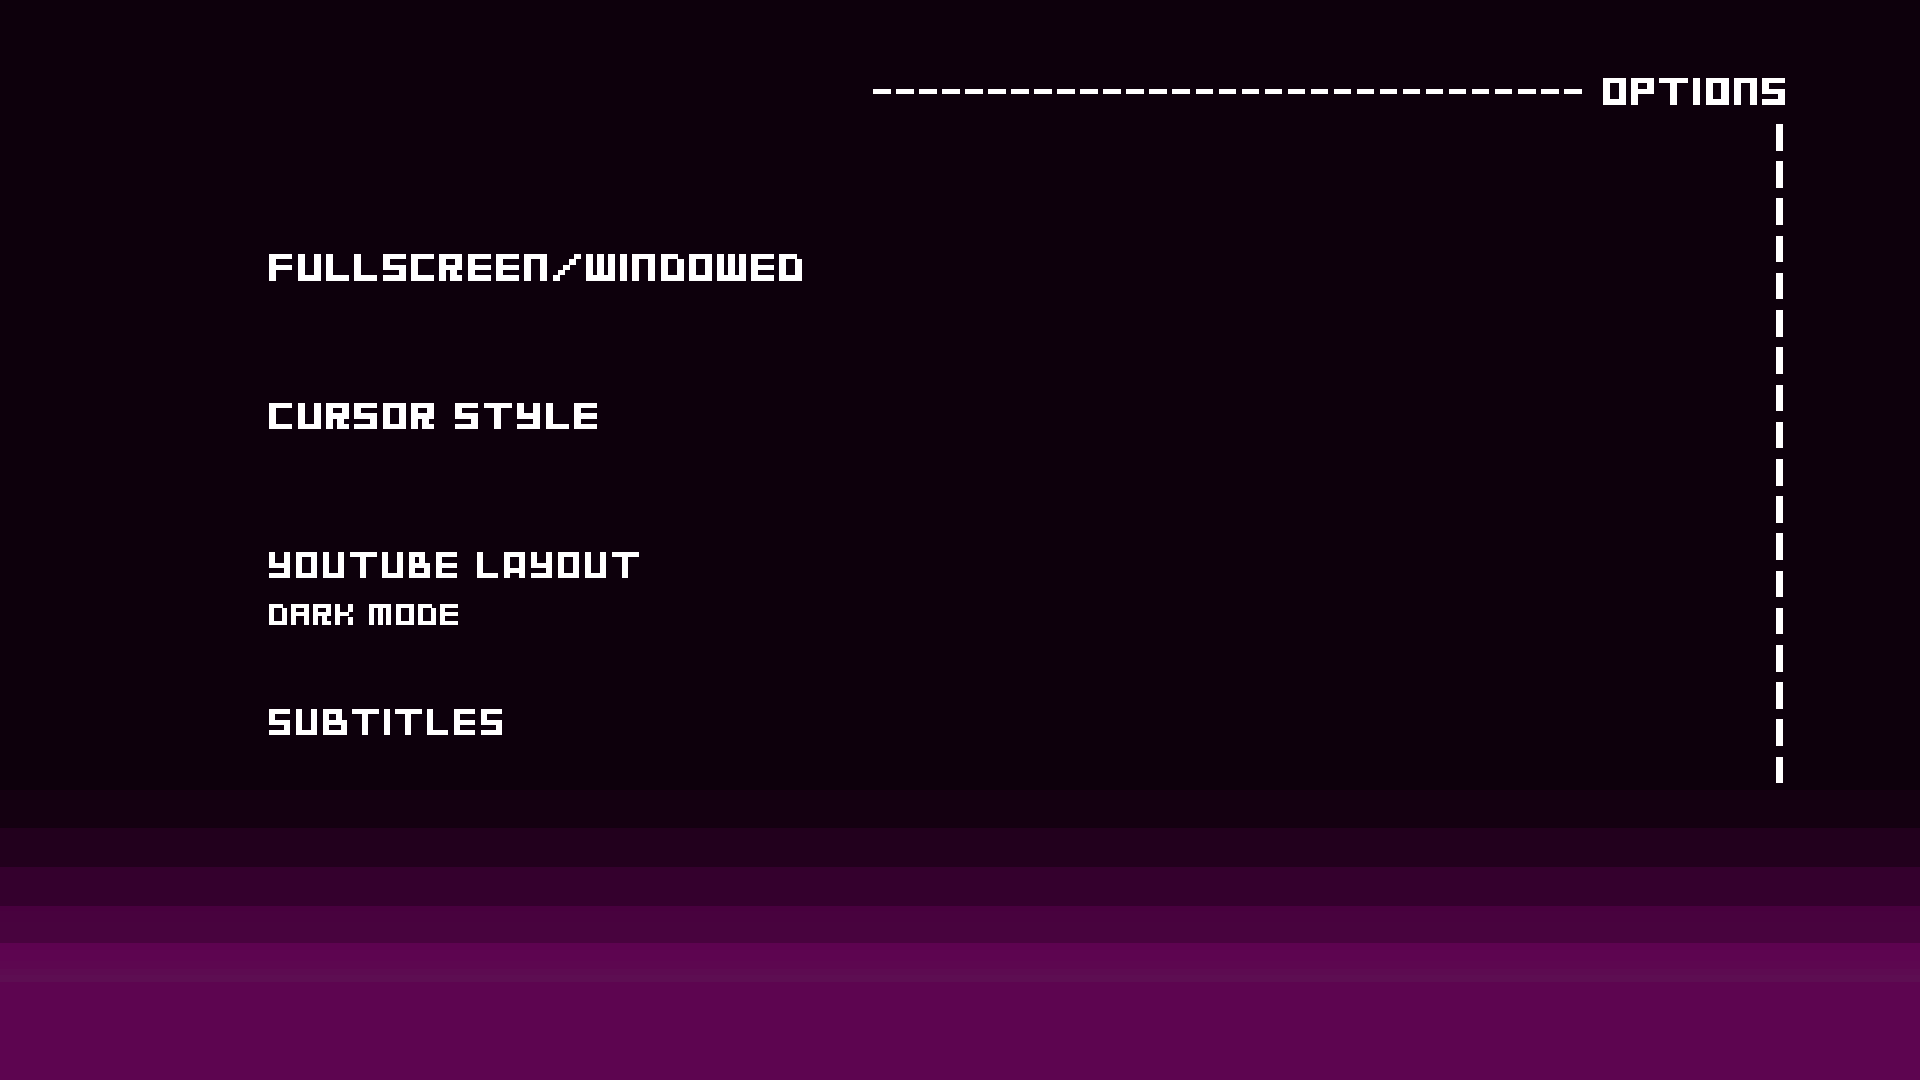 OPTIONS
FULLSCREEN/WINDOWED
CURSOR STYLE
YOUTUBE LAYOUT
DARK MODE
SUBTITLES